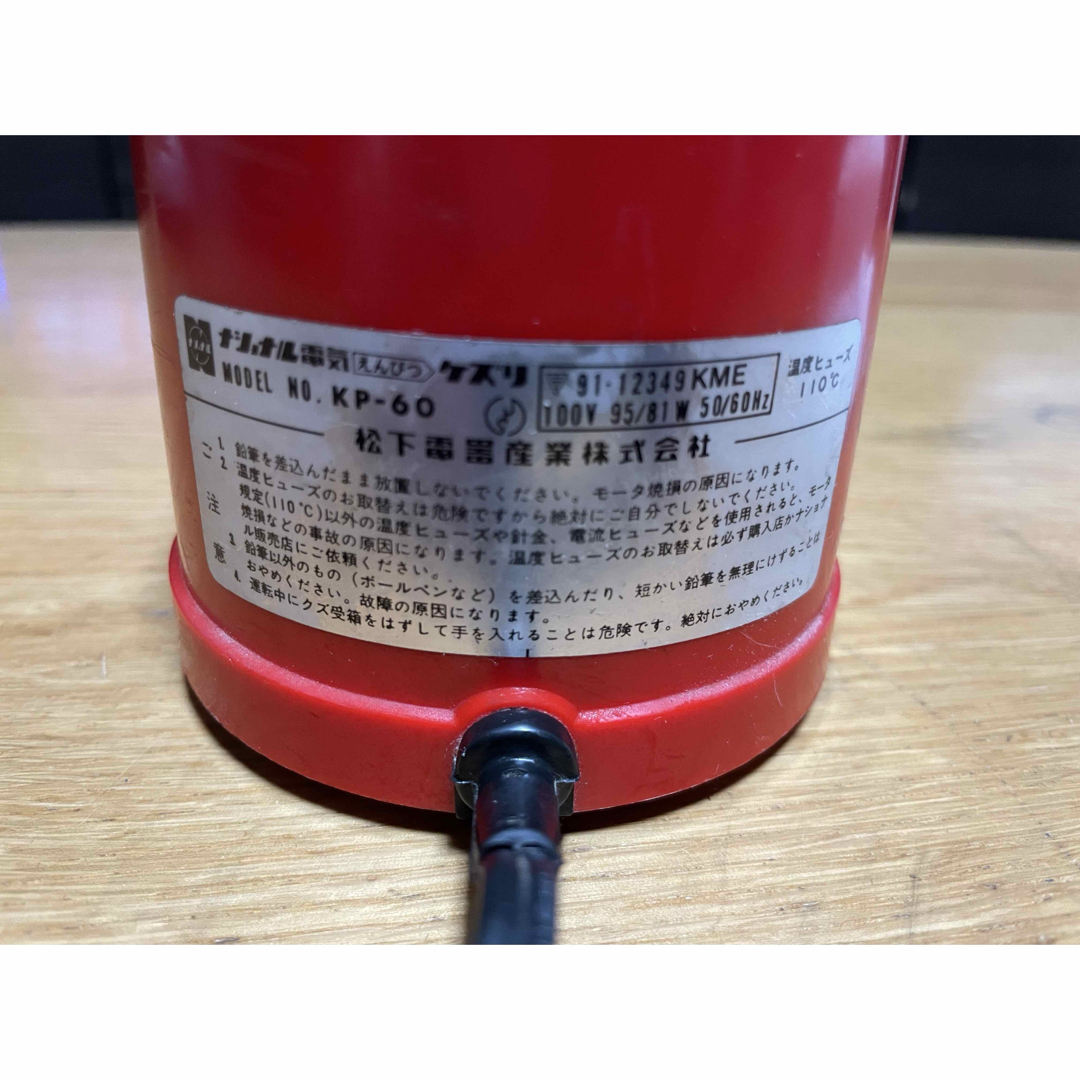 ナショナル電気えんぴつケズリ
MODEL NO. KP-60
91-12349 KME
100V 95/81W 50/60Hz
温度ヒューズ
110℃
松下電器産業株式会社
ご注意
1. 鉛筆を差込んだまま放置しないでください。モータ焼損の原因になります。
2. 温度ヒューズのお取替えは危険ですから絶対にご自分でしないでください。
規定(110℃)以外の温度ヒューズや針金、電流ヒューズなどを使用されると、モータ
焼損などの事故の原因になります。温度ヒューズのお取替えは必ず購入店かナショナ
ル販売店にご依頼ください。
3. 鉛筆以外のもの（ボールペンなど）を差込んだり、短かい鉛筆を無理にけずることは
おやめください。故障の原因になります。
4. 運転中にクズ受箱をはずして手を入れることは危険です。絶対におやめください。